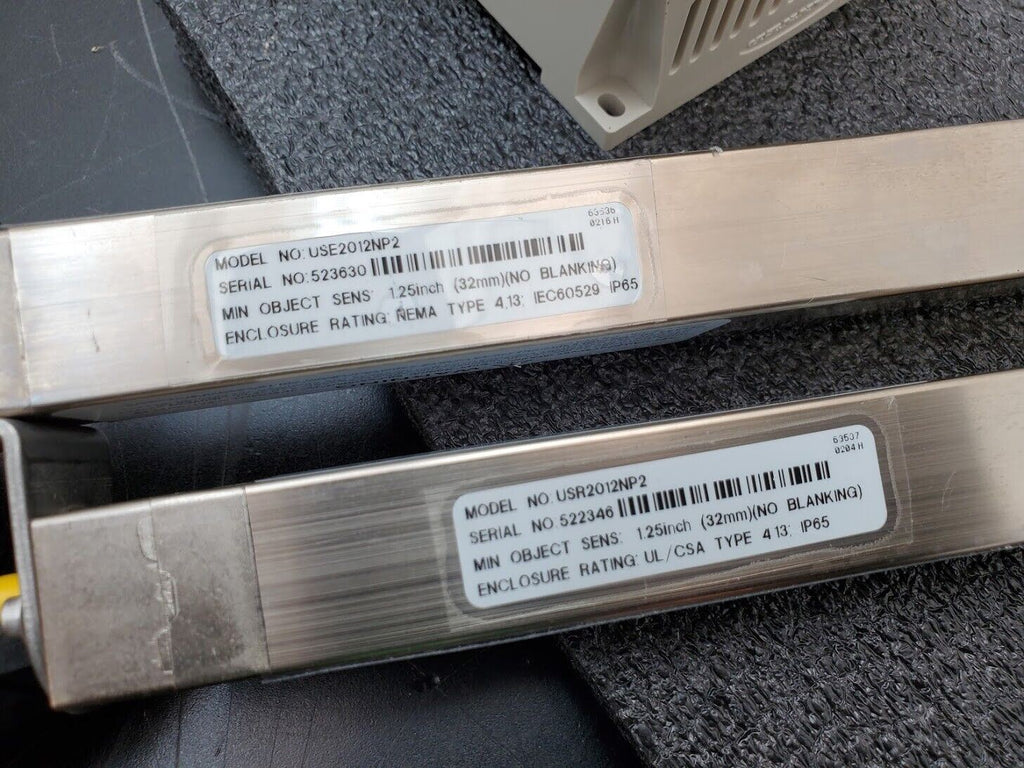 63536
0216 H
MODEL NO: USE2012NP2
SERIAL NO: 523630
MIN OBJECT SENS: 1.25inch (32mm)(NO BLANKING)
ENCLOSURE RATING: NEMA TYPE 4,13; IEC60529 IP65
63537
0204 H
MODEL NO: USR2012NP2
SERIAL NO: 522346
MIN OBJECT SENS: 1.25inch (32mm)(NO BLANKING)
ENCLOSURE RATING: UL/CSA TYPE 4,13; IP65